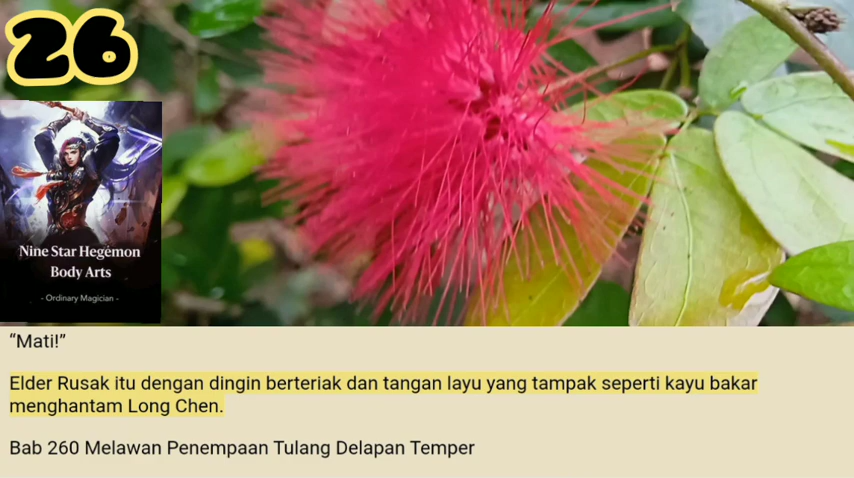 26
Nine Star Hegemon
Body Arts
- Ordinary Magician -
“Mati!”
Elder Rusak itu dengan dingin berteriak dan tangan layu yang tampak seperti kayu bakar
menghantam Long Chen.
Bab 260 Melawan Penempaan Tulang Delapan Temper